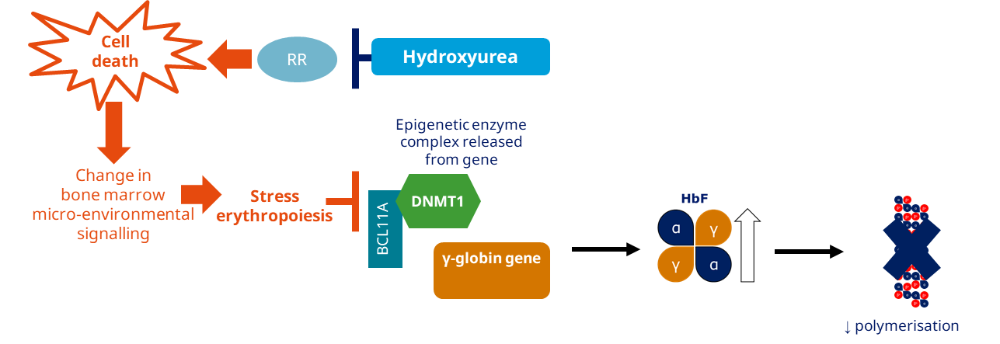 Cell
death
RR
Hydroxyurea
Epigenetic enzyme
complex released
from gene
Change in
bone marrow
micro-environmental
signalling
Stress
erythropoiesis
BCL11A
DNMT1
γ-globin gene
HbF
α
γ
γ
α
↓ polymerisation